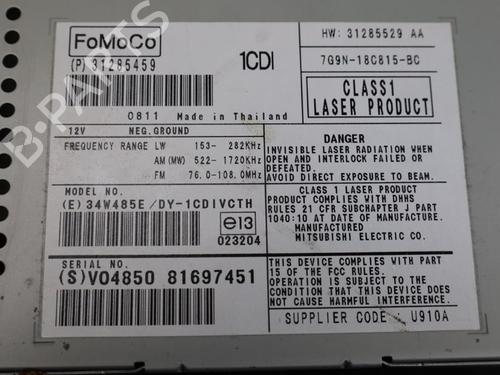 FoMoCo
(P) 31285459
1CDI
HW: 31285529 AA
7G9N-18C815-BC
CLASS1
LASER PRODUCT
0811 Made in Thailand
12V NEG.GROUND
FREQUENCY RANGE LW 153- 282KHz
AM(MW) 522- 1720KHz
FM 76.0-108.0MHz
MODEL NO.
(E) 34W485E/DY-1CDIVCTH
e13
023204
SERIAL NO.
(S)V04850 81697451
DANGER
INVISIBLE LASER RADIATION WHEN
OPEN AND INTERLOCK FAILED OR
DEFEATED.
AVOID DIRECT EXPOSURE TO BEAM.
CLASS 1 LASER PRODUCT
PRODUCT COMPLIES WITH DHHS
RULES 21 CFR SUBCHAPTER J PART
1040:10 AT DATE OF MANUFACTURE.
MANUFACTURED
MITSUBISHI ELECTRIC CO.
THIS DEVICE COMPLIES WITH PART
15 OF THE FCC RULES.
OPERATION IS SUBJECT TO THE
CONDITION THAT THIS DEVICE DOES
NOT CAUSE HARMFUL INTERFERENCE
SUPPLIER CODE : U910A
B-PARTS